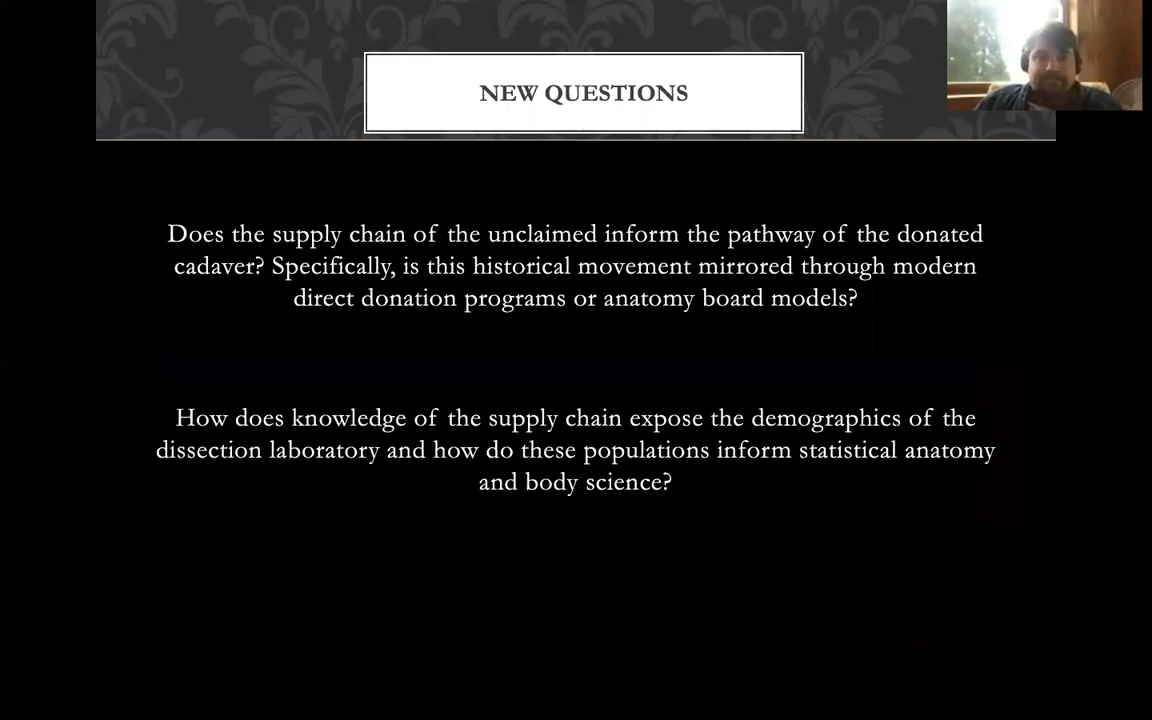 NEW QUESTIONS
Does the supply chain of the unclaimed inform the pathway of the donated
cadaver? Specifically, is this historical movement mirrored through modern
direct donation programs or anatomy board models?
How does knowledge of the supply chain expose the demographics of the
dissection laboratory and how do these populations inform statistical anatomy
and body science?